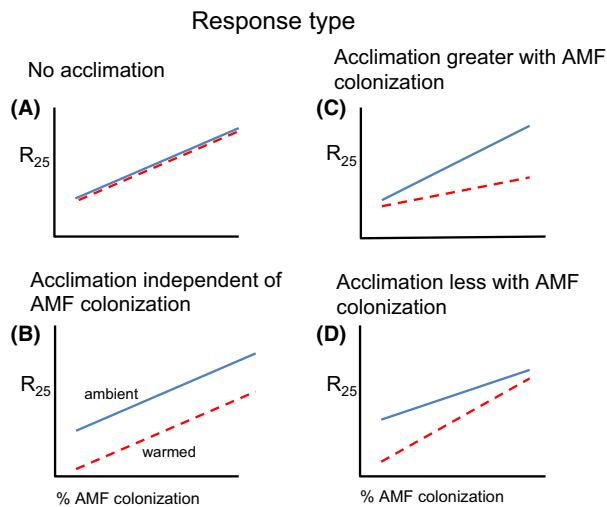 Response type
No acclimation
(A)
R25
Acclimation greater with AMF
colonization
(C)
R25
Acclimation independent of
AMF colonization
(B)
R25
ambient
warmed
% AMF colonization
Acclimation less with AMF
colonization
(D)
R25
% AMF colonization